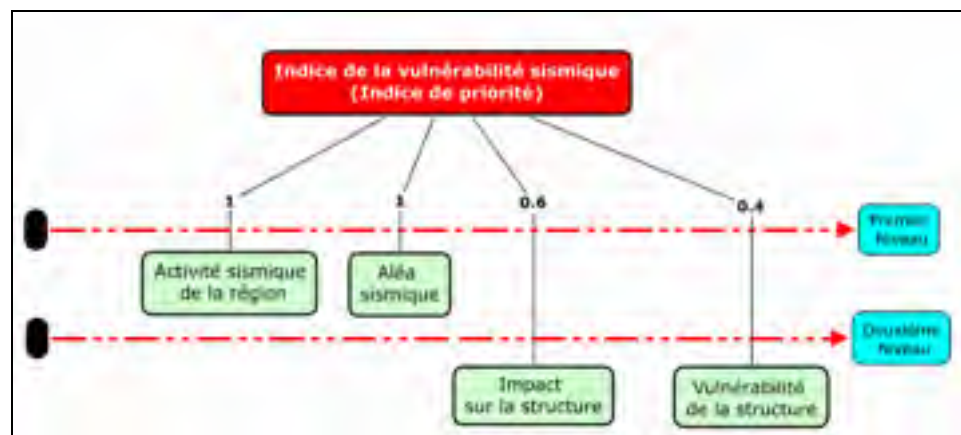 Indice de la vulnérabilité sismique
(Indice de priorité)
1
1
0.6
0.4
Premier
Niveau
Activité sismique
de la région
Aléa
sismique
Deuxième
Niveau
Impact
sur la structure
Vulnérabilité
de la structure